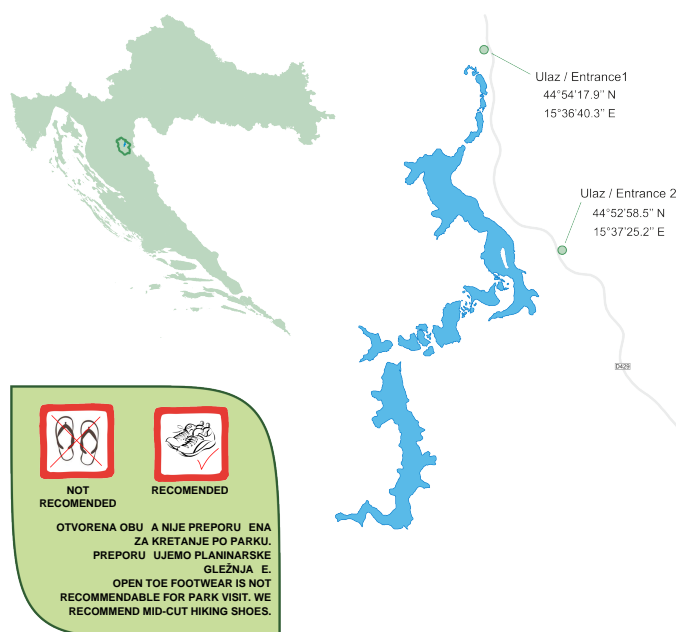 Ulaz / Entrance1
44°54'17.9" N
15°36'40.3" E
Ulaz / Entrance 2
44°52'58.5" N
15°37'25.2" E
D429
NOT
RECOMENDED
RECOMENDED
OTVORENA OBU A NIJE PREPORU ENA
ZA KRETANJE PO PARKU.
PREPORU UJEMO PLANINARSKE
GLEŽNJA E.
OPEN TOE FOOTWEAR IS NOT
RECOMMENDABLE FOR PARK VISIT. WE
RECOMMEND MID-CUT HIKING SHOES.